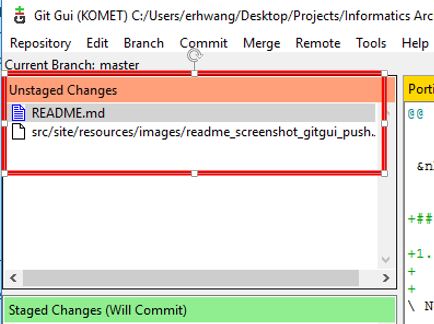 Git Gui (KOMET) C:/Users/erhwang/Desktop/Projects/Informatics Arc
Repository Edit Branch Commit Merge Remote Tools Help
Current Branch: master
Unstaged Changes
Porti
README.md
@@
src/site/resources/images/readme_screenshot_gitgui_push..
&n
+##
+1.
+
+
Staged Changes (Will Commit)
\ N